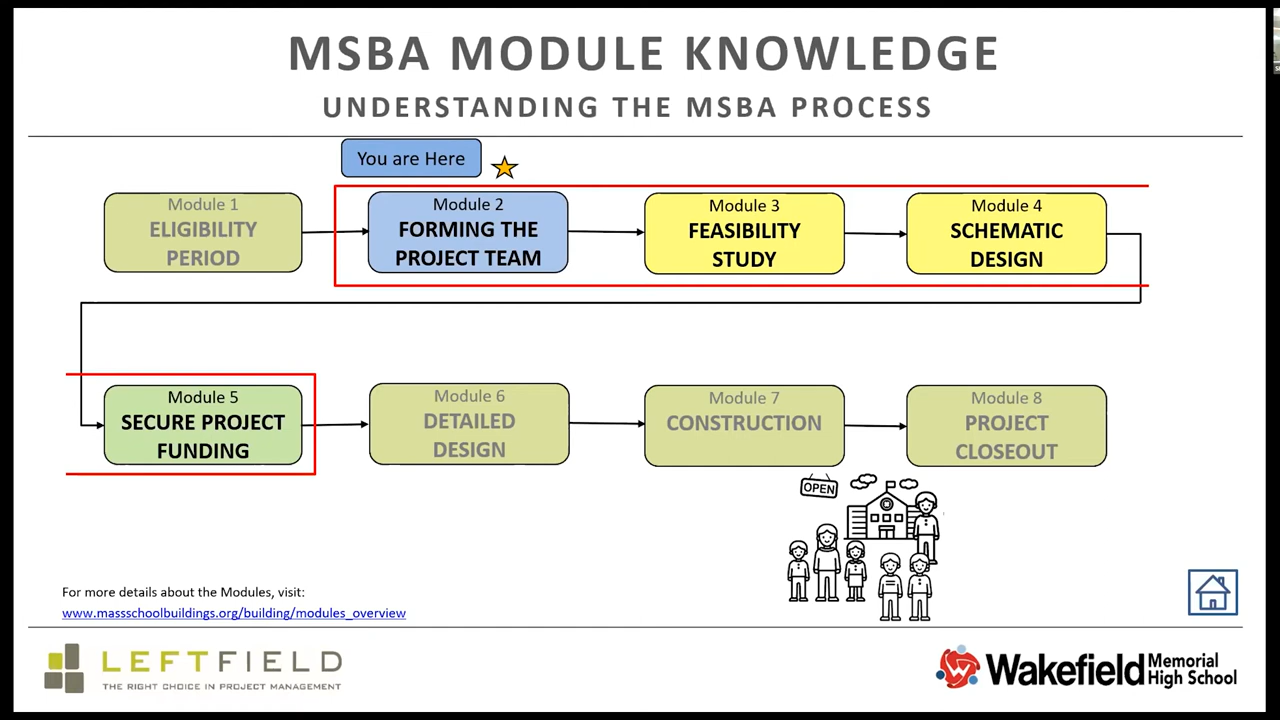 MSBA MODULE KNOWLEDGE
UNDERSTANDING THE MSBA PROCESS
You are Here
Module 1
ELIGIBILITY
PERIOD
Module 2
FORMING THE
PROJECT TEAM
Module 3
FEASIBILITY
STUDY
Module 4
SCHEMATIC
DESIGN
Module 5
SECURE PROJECT
FUNDING
Module 6
DETAILED
DESIGN
Module 7
CONSTRUCTION
Module 8
PROJECT
CLOSEOUT
OPEN
For more details about the Modules, visit:
www.massschoolbuildings.org/building/modules_overview
LEFTFIELD
THE RIGHT CHOICE IN PROJECT MANAGEMENT
Wakefield Memorial
High School